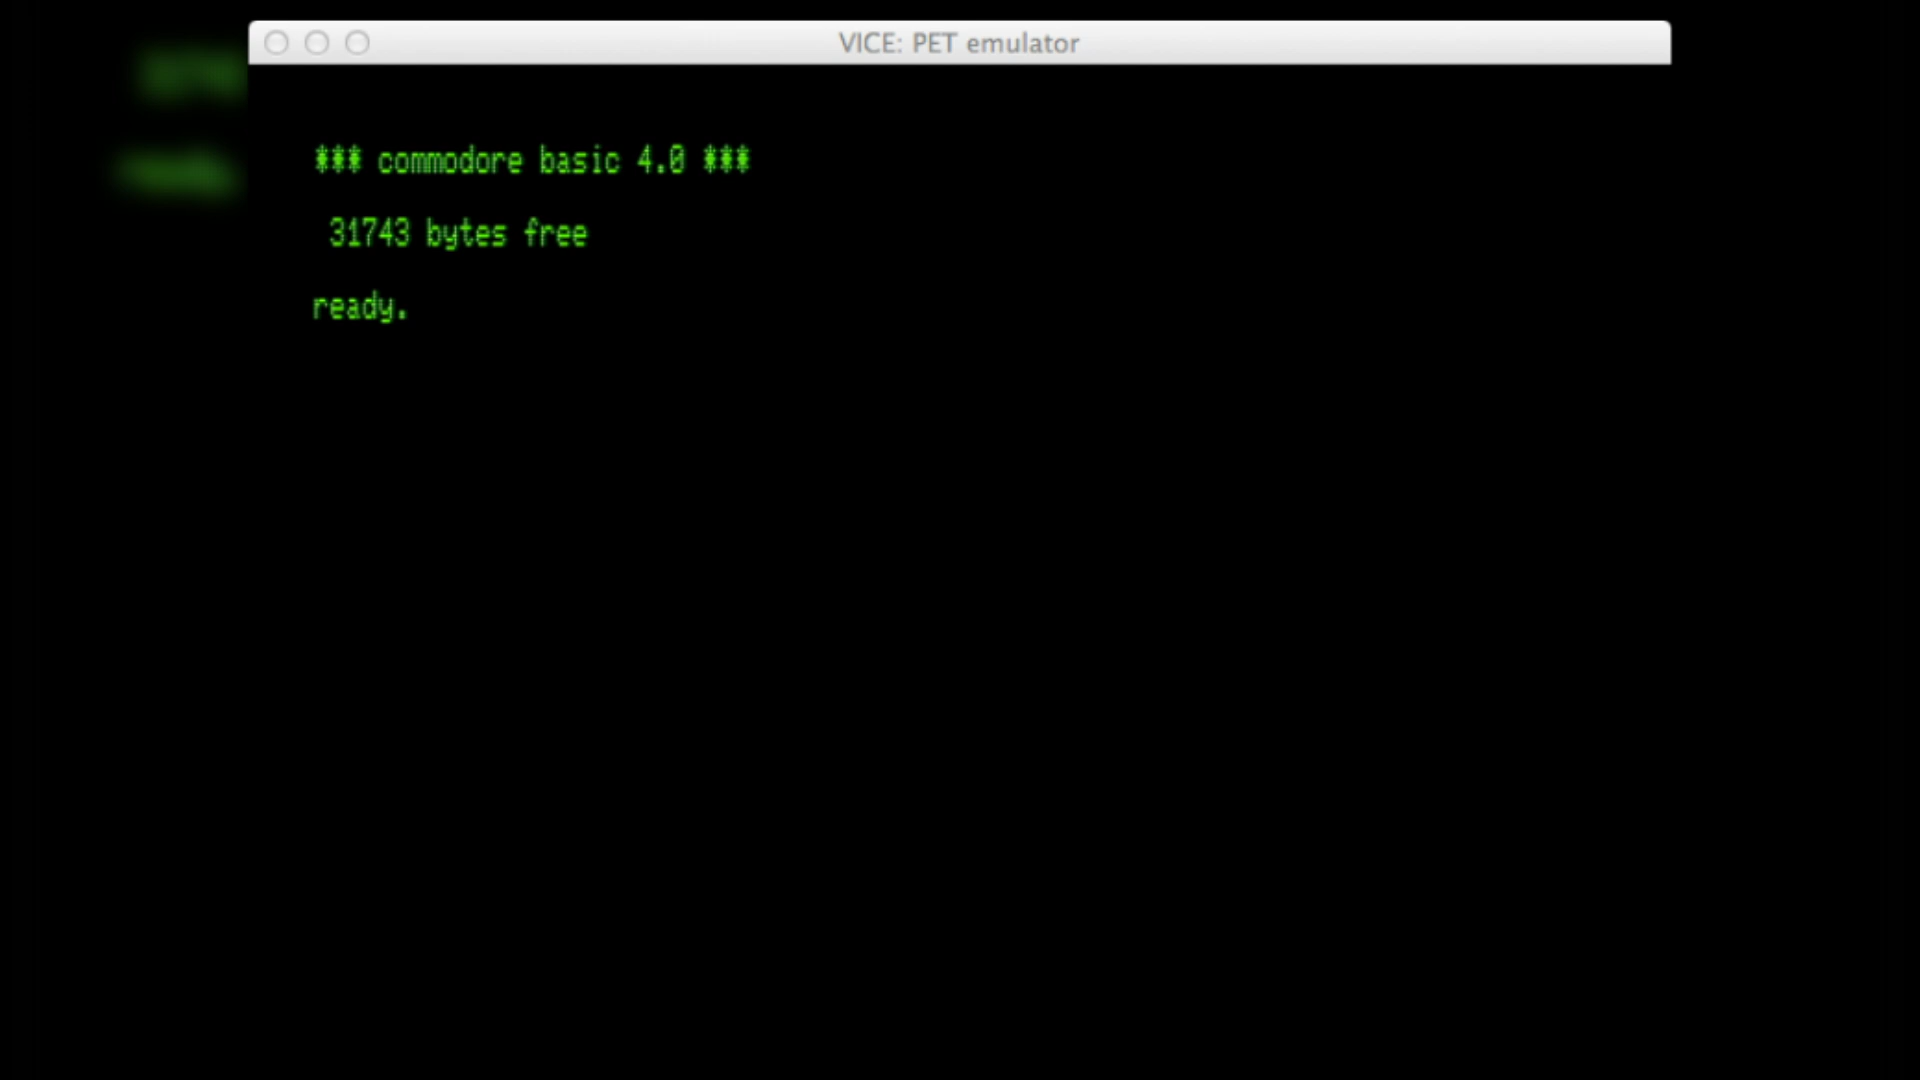 VICE: PET emulator
*** commodore basic 4.0 ***
31743 bytes free
ready.